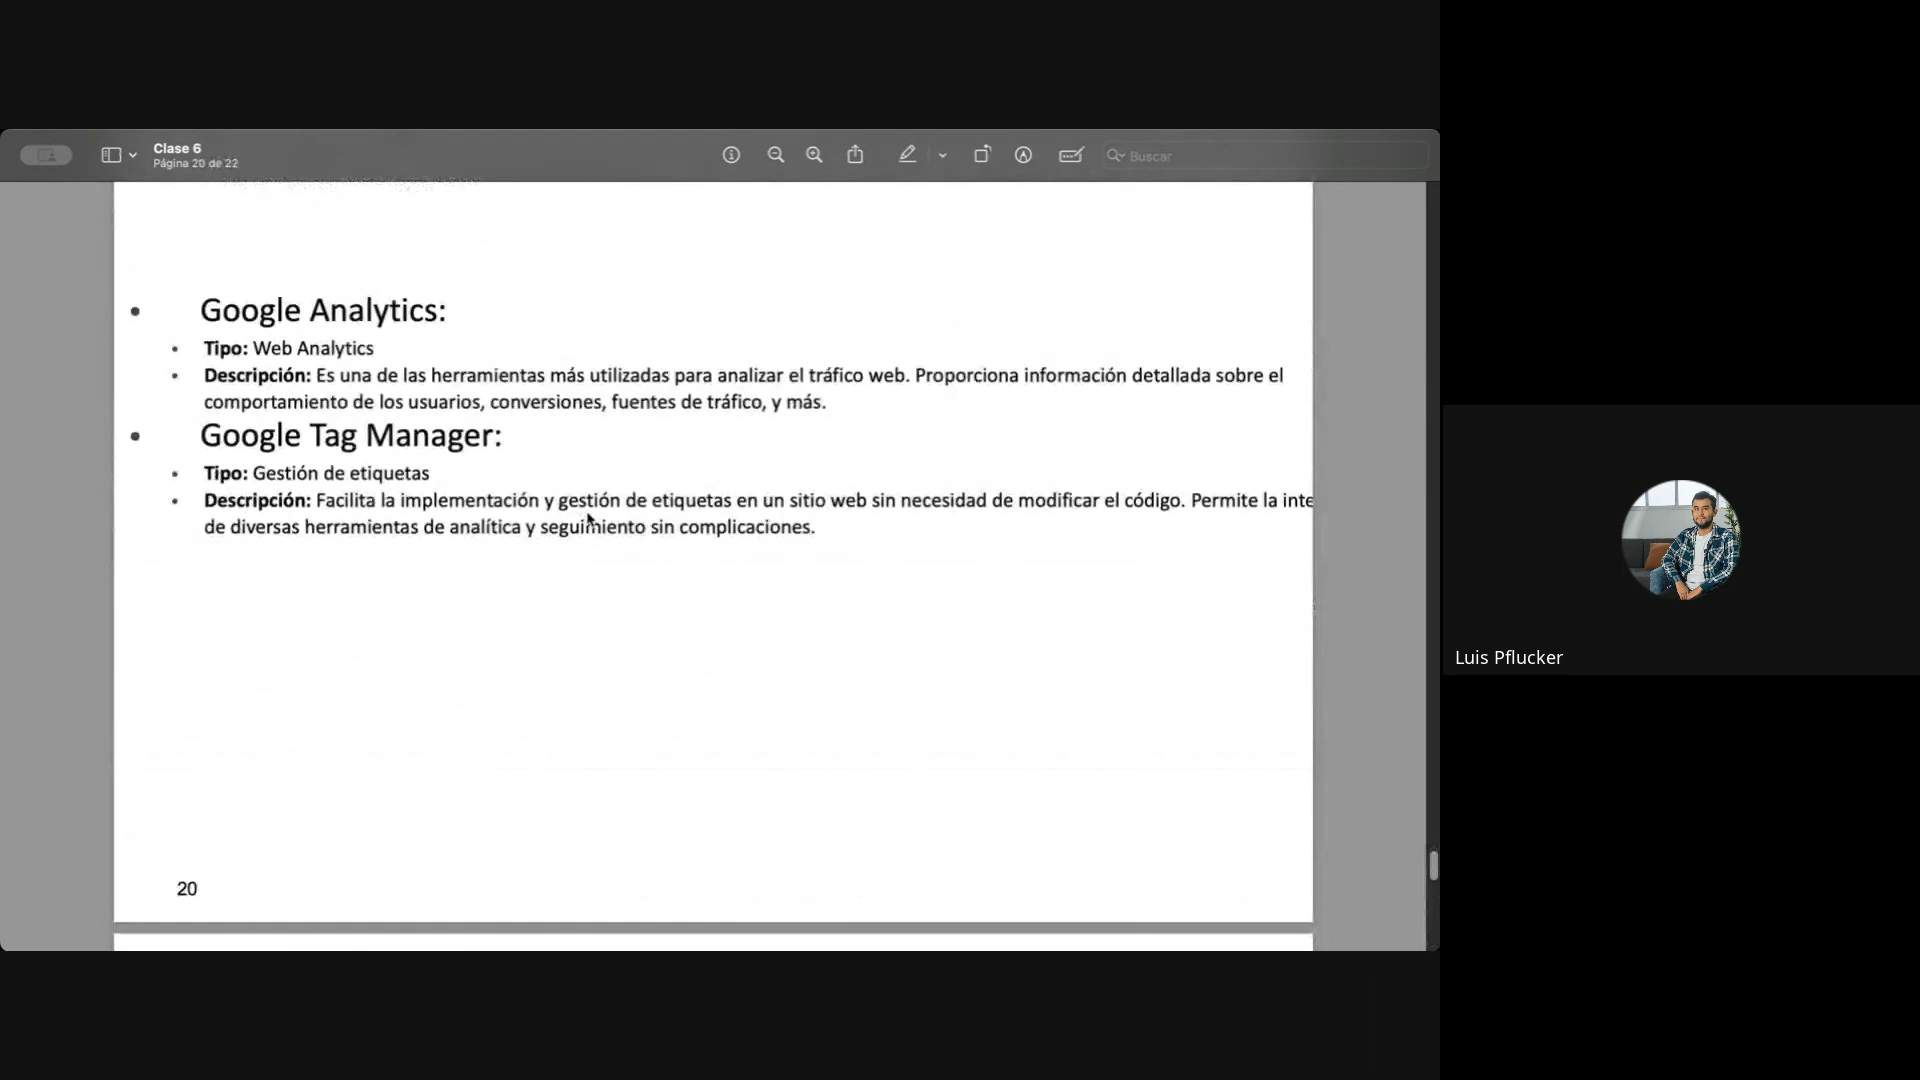 Clase 6
Página 20 de 22
Buscar
• Google Analytics:
• Tipo: Web Analytics
• Descripción: Es una de las herramientas más utilizadas para analizar el tráfico web. Proporciona información detallada sobre el
comportamiento de los usuarios, conversiones, fuentes de tráfico, y más.
• Google Tag Manager:
• Tipo: Gestión de etiquetas
• Descripción: Facilita la implementación y gestión de etiquetas en un sitio web sin necesidad de modificar el código. Permite la inte
de diversas herramientas de analítica y seguimiento sin complicaciones.
20
Luis Pflucker